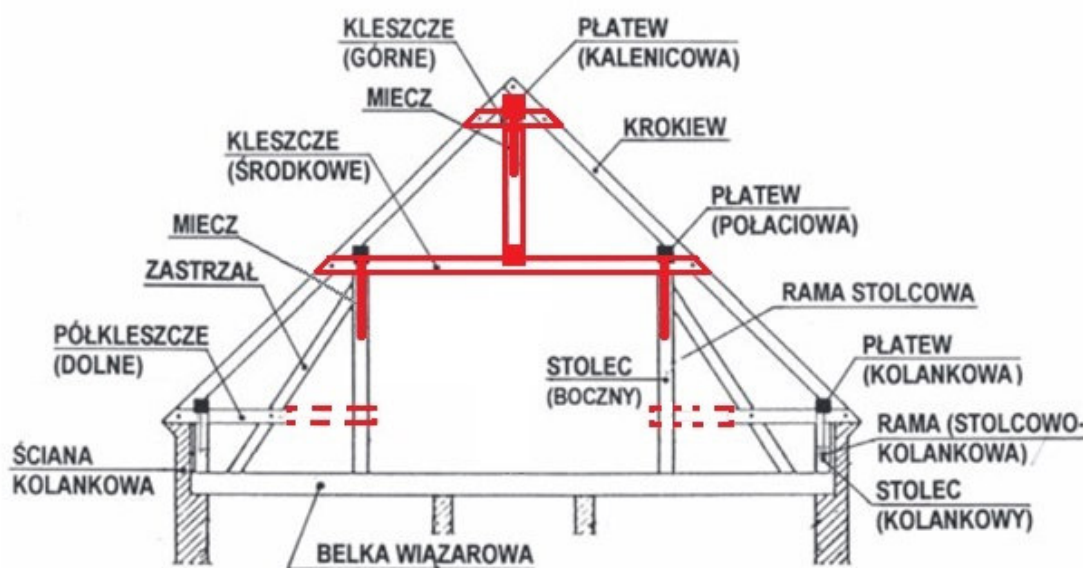 KLESZCZE
(GÓRNE)
PŁATEW
(KALENICOWA)
MIECZ
KROKIEW
KLESZCZE
(ŚRODKOWE)
PŁATEW
(POŁACIOWA)
MIECZ
ZASTRZAŁ
RAMA STOLCOWA
PÓŁKLESZCZE
(DOLNE)
STOLEC
(BOCZNY)
PŁATEW
(KOLANKOWA)
ŚCIANA
KOLANKOWA
RAMA (STOLCOWO-
KOLANKOWA)
STOLEC
(KOLANKOWY)
BELKA WIĄZAROWA